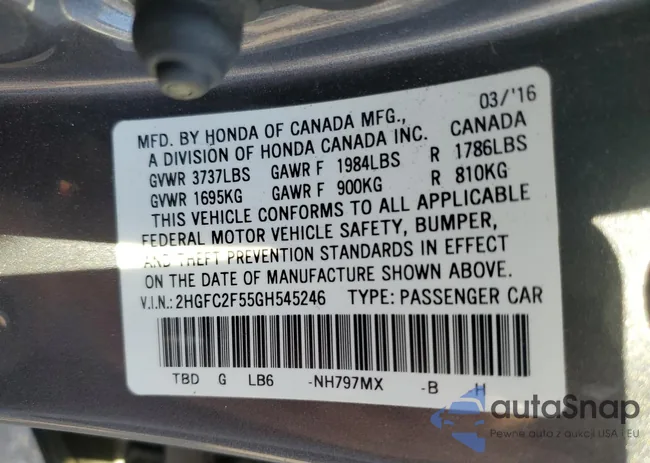 03/'16
MFD. BY HONDA OF CANADA MFG., CANADA
A DIVISION OF HONDA CANADA INC.
GVWR 3737LBS GAWR F 1984LBS R 1786LBS
GVWR 1695KG GAWR F 900KG R 810KG
THIS VEHICLE CONFORMS TO ALL APPLICABLE
FEDERAL MOTOR VEHICLE SAFETY, BUMPER,
AND THEFT PREVENTION STANDARDS IN EFFECT
ON THE DATE OF MANUFACTURE SHOWN ABOVE.
V.I.N.: 2HGFC2F55GH545246 TYPE: PASSENGER CAR
TBD G LB6 -NH797MX -B H
autaSnap
Pewne auto z aukcji USA i EU